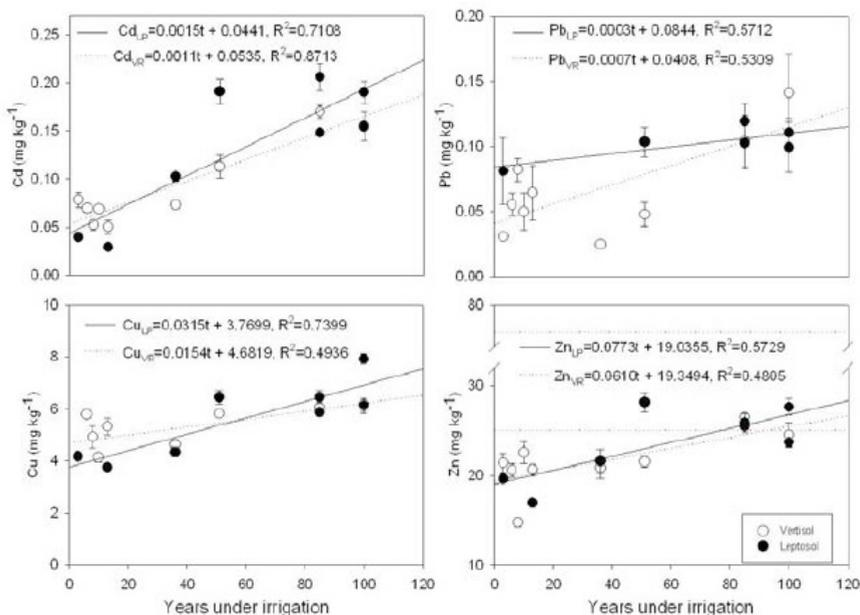 Cd_LP=0.0015t + 0.0441, R²=0.7108
Cd_VR=0.0011t + 0.0535, R²=0.8713
0.25
0.20
0.15
0.10
0.05
0.00
Cd (mg kg⁻¹)
Pb_LP=0.0003t + 0.0844, R²=0.5712
Pb_VR=0.0007t + 0.0408, R²=0.5309
0.20
0.15
0.10
0.05
0.00
Pb (mg kg⁻¹)
Cu_LP=0.0315t + 3.7699, R²=0.7399
Cu_VR=0.0154t + 4.6819, R²=0.4936
10
8
6
4
2
0
Cu (mg kg⁻¹)
0 20 40 60 80 100 120
Years under irrigation
Zn_LP=0.0773t + 19.0355, R²=0.5729
Zn_VR=0.0610t + 19.3494, R²=0.4805
80
30
20
10
Zn (mg kg⁻¹)
Vertisol
Leptosol
0 20 40 60 80 100 120
Years under irrigation